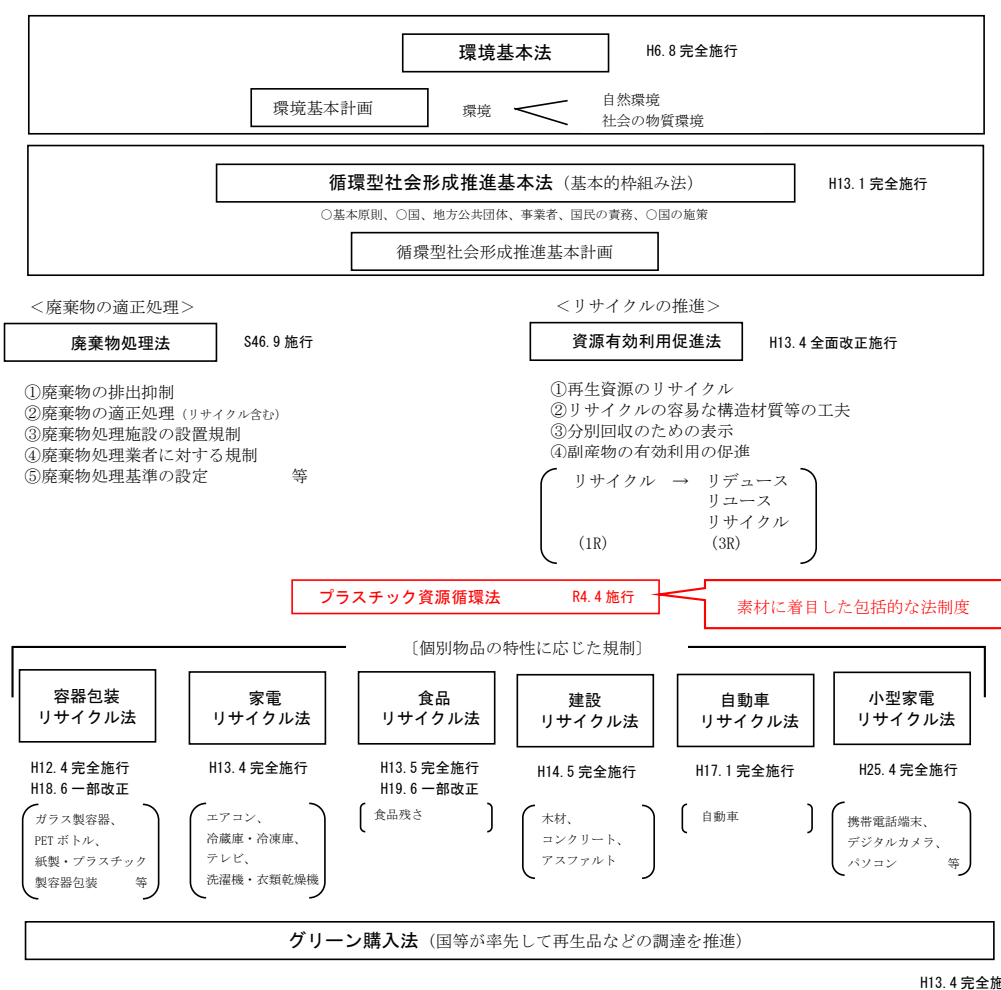 環境基本法　H6.8 完全施行
環境基本計画　環境　自然環境
社会の物質環境
循環型社会形成推進基本法（基本的枠組み法）　H13.1 完全施行
○基本原則、○国、地方公共団体、事業者、国民の責務、○国の施策
循環型社会形成推進基本計画
＜廃棄物の適正処理＞
廃棄物処理法　S46.9 施行
①廃棄物の排出抑制
②廃棄物の適正処理（リサイクル含む）
③廃棄物処理施設の設置規制
④廃棄物処理業者に対する規制
⑤廃棄物処理基準の設定　等
＜リサイクルの推進＞
資源有効利用促進法　H13.4 全面改正施行
①再生資源のリサイクル
②リサイクルの容易な構造材質等の工夫
③分別回収のための表示
④副産物の有効利用の促進
リサイクル　→　リデュース
リユース
リサイクル
（1R）　（3R）
プラスチック資源循環法　R4.4 施行
素材に着目した包括的な法制度
〔個別物品の特性に応じた規制〕
容器包装
リサイクル法
H12.4 完全施行
H18.6 一部改正
ガラス製容器、
PET ボトル、
紙製・プラスチック
製容器包装　等
家電
リサイクル法
H13.4 完全施行
エアコン、
冷蔵庫・冷凍庫、
テレビ、
洗濯機・衣類乾燥機
食品
リサイクル法
H13.5 完全施行
H19.6 一部改正
食品残さ
建設
リサイクル法
H14.5 完全施行
木材、
コンクリート、
アスファルト
自動車
リサイクル法
H17.1 完全施行
自動車
小型家電
リサイクル法
H25.4 完全施行
携帯電話端末、
デジタルカメラ、
パソコン　等
グリーン購入法（国等が率先して再生品などの調達を推進）
H13.4 完全施